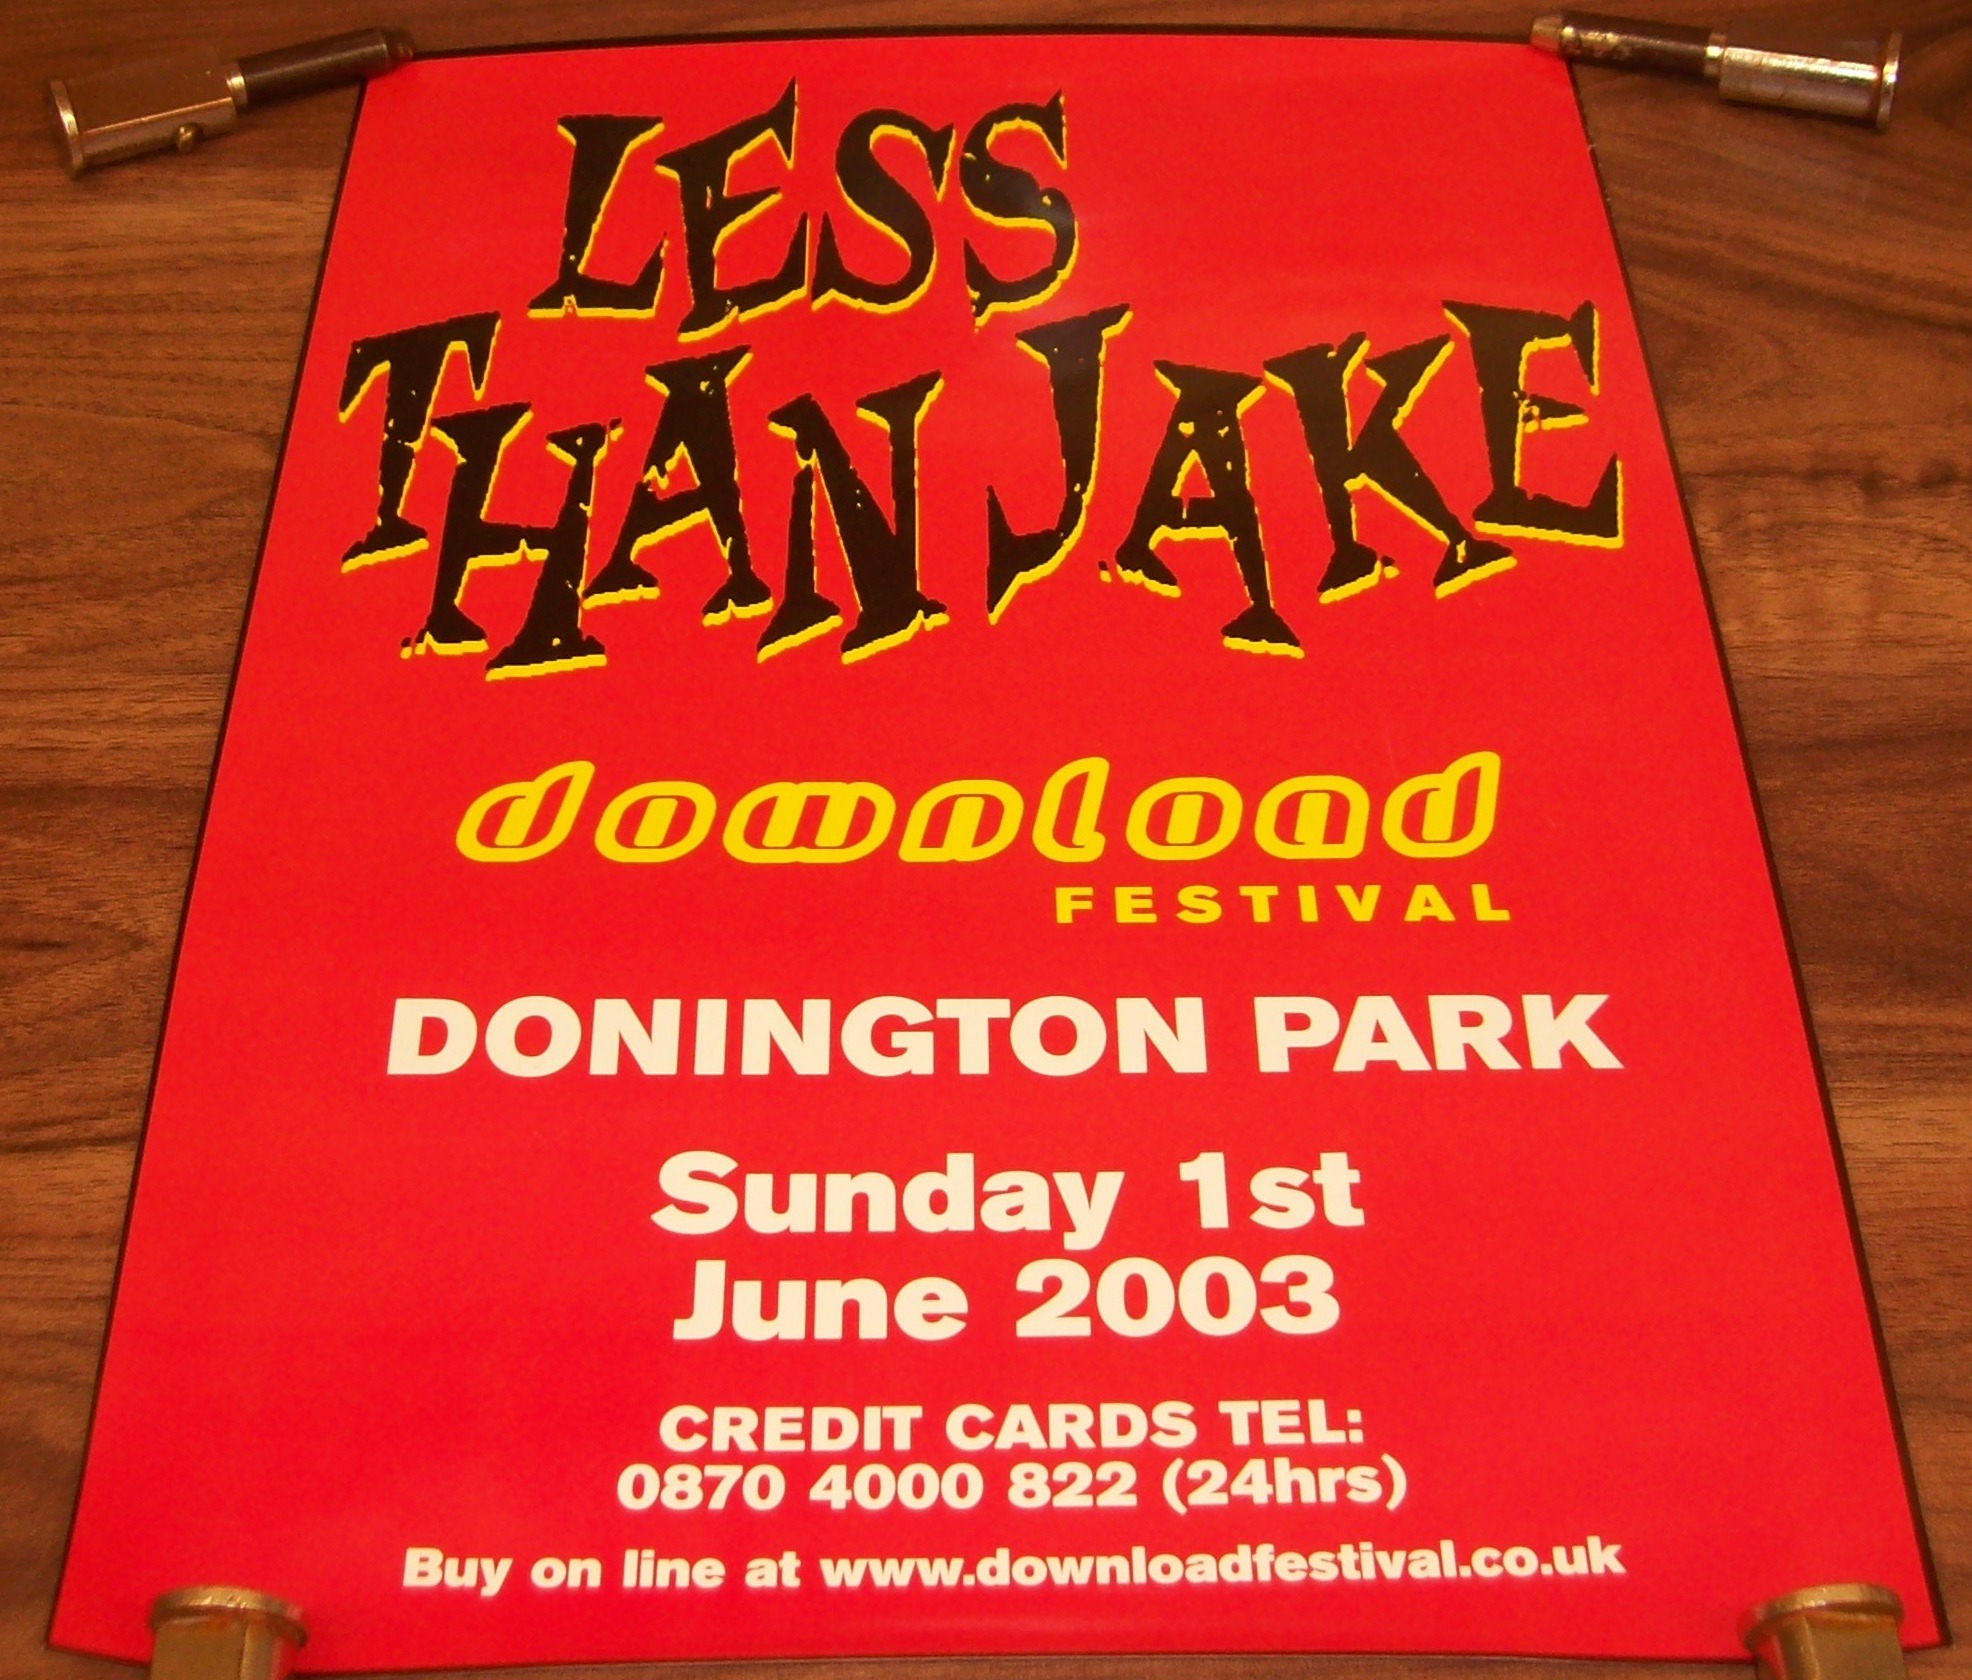 LESS
THAN JAKE
download
FESTIVAL
DONINGTON PARK
Sunday 1st
June 2003
CREDIT CARDS TEL:
0870 4000 822 (24hrs)
Buy on line at www.downloadfestival.co.uk